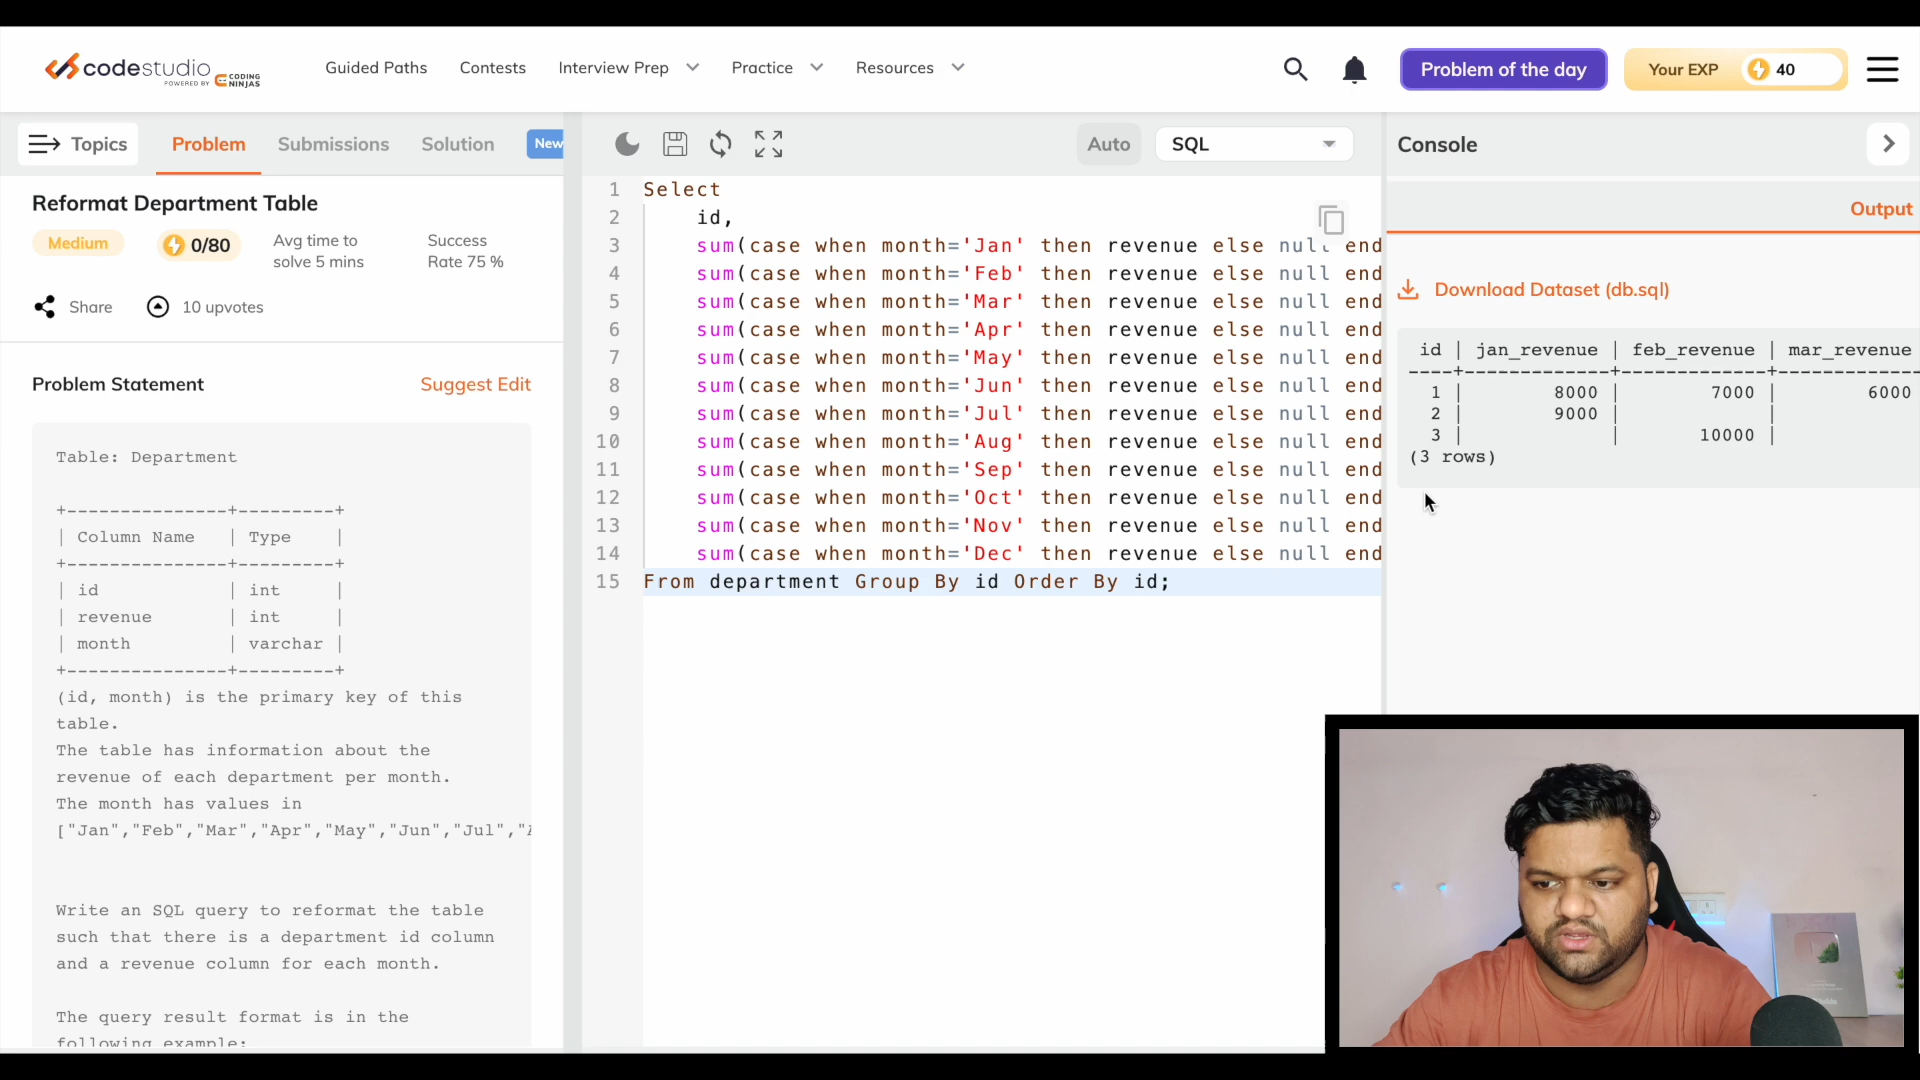 codestudio
POWERED BY CODING NINJAS
Guided Paths
Contests
Interview Prep
Practice
Resources
Problem of the day
Your EXP
40
Topics
Problem
Submissions
Solution
New
Reformat Department Table
Medium
0/80
Avg time to
solve 5 mins
Success
Rate 75 %
Share
10 upvotes
Problem Statement
Suggest Edit
Table: Department
+---------------+---------+
| Column Name   | Type    |
+---------------+---------+
| id            | int     |
| revenue       | int     |
| month         | varchar |
+---------------+---------+
(id, month) is the primary key of this
table.
The table has information about the
revenue of each department per month.
The month has values in
["Jan","Feb","Mar","Apr","May","Jun","Jul","A
Write an SQL query to reformat the table
such that there is a department id column
and a revenue column for each month.
The query result format is in the
following example:
Auto
SQL
1 Select
2 id,
3 sum(case when month='Jan' then revenue else null end
4 sum(case when month='Feb' then revenue else null end
5 sum(case when month='Mar' then revenue else null end
6 sum(case when month='Apr' then revenue else null end
7 sum(case when month='May' then revenue else null end
8 sum(case when month='Jun' then revenue else null end
9 sum(case when month='Jul' then revenue else null end
10 sum(case when month='Aug' then revenue else null end
11 sum(case when month='Sep' then revenue else null end
12 sum(case when month='Oct' then revenue else null end
13 sum(case when month='Nov' then revenue else null end
14 sum(case when month='Dec' then revenue else null end
15 From department Group By id Order By id;
Console
Output
Download Dataset (db.sql)
id | jan_revenue | feb_revenue | mar_revenue
----+-------------+-------------+-------------
1 | 8000 | 7000 | 6000
2 | 9000 | |
3 | | 10000 |
(3 rows)